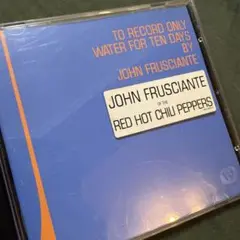 TO RECORD ONLY
WATER FOR TEN DAYS
BY
JOHN FRUSCIANTE
JOHN FRUSCIANTE
OF THE
RED HOT CHILI PEPPERS